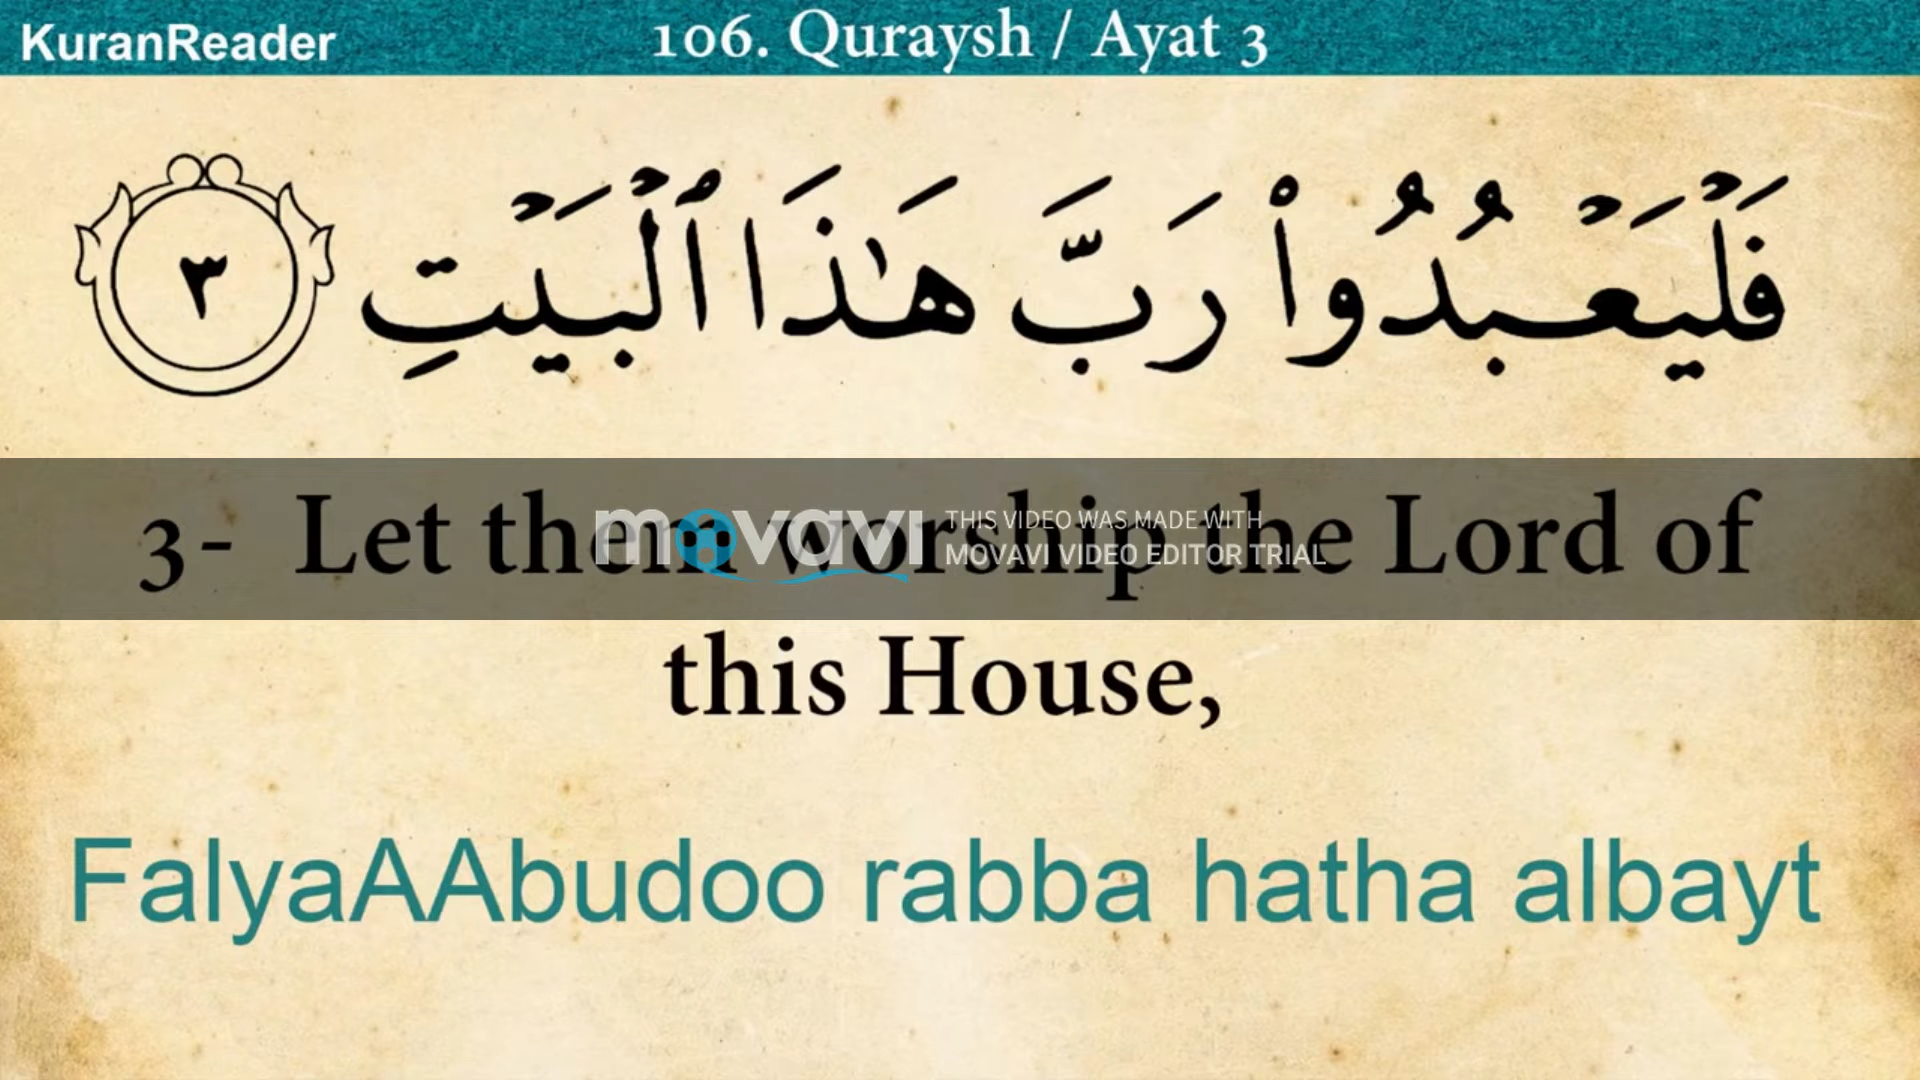 KuranReader
106. Quraysh / Ayat 3
فَلْيَعْبُدُوا۟ رَبَّ هَـٰذَا ٱلْبَيْتِ ٣
3- Let them worship the Lord of
movavi THIS VIDEO WAS MADE WITH
MOVAVI VIDEO EDITOR TRIAL
this House,
FalyaAAbudoo rabba hatha albayt